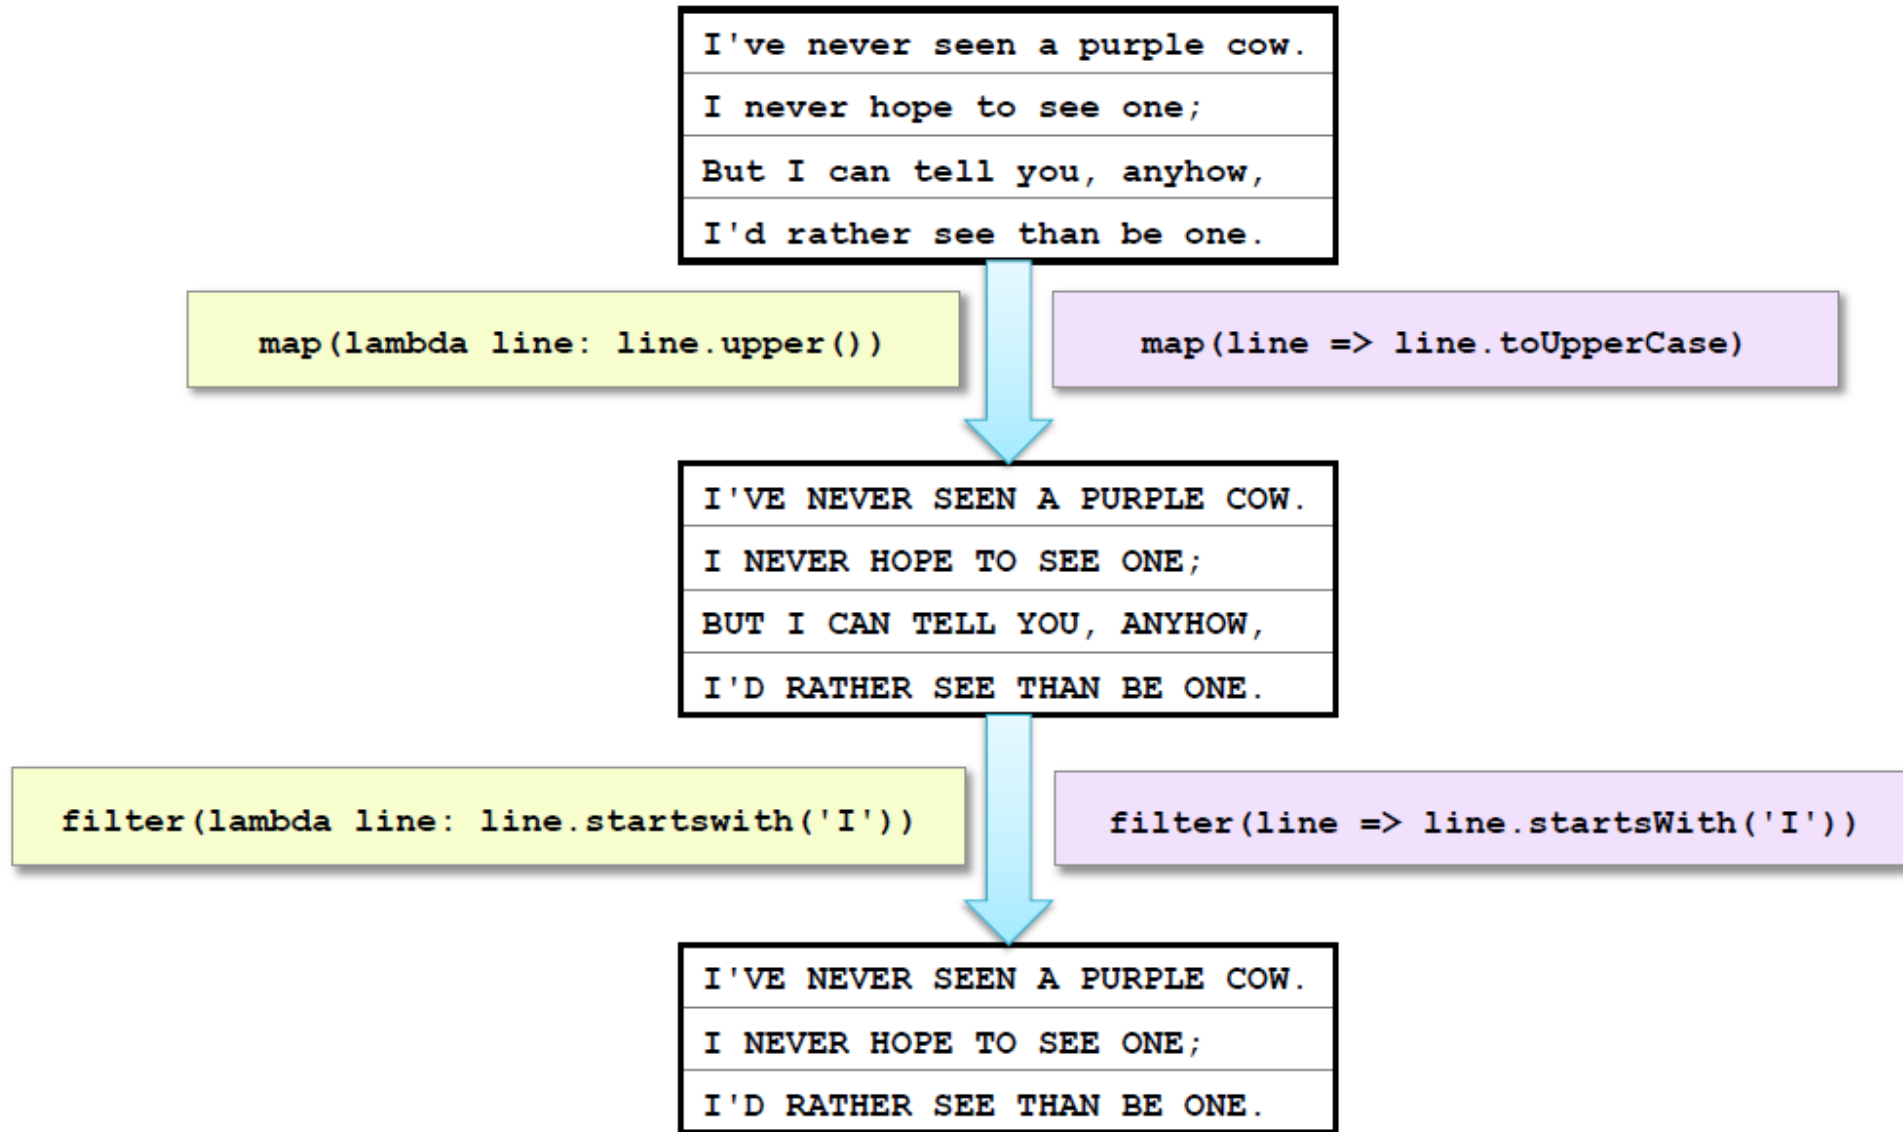 I've never seen a purple cow.
I never hope to see one;
But I can tell you, anyhow,
I'd rather see than be one.
map(lambda line: line.upper())
map(line => line.toUpperCase)
I'VE NEVER SEEN A PURPLE COW.
I NEVER HOPE TO SEE ONE;
BUT I CAN TELL YOU, ANYHOW,
I'D RATHER SEE THAN BE ONE.
filter(lambda line: line.startswith('I'))
filter(line => line.startsWith('I'))
I'VE NEVER SEEN A PURPLE COW.
I NEVER HOPE TO SEE ONE;
I'D RATHER SEE THAN BE ONE.